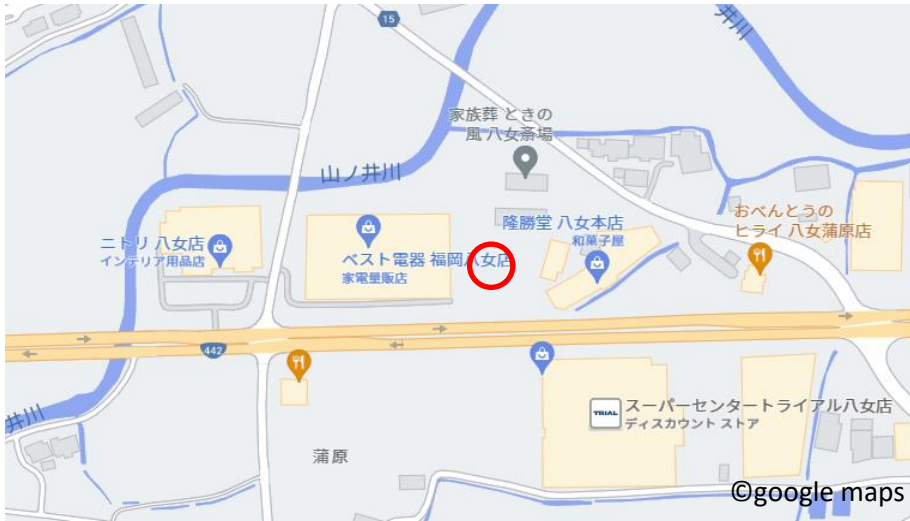 15
井川
家族葬 ときの
風 八女斎場
山ノ井川
おべんとうの
ヒライ 八女蒲原店
隆勝堂 八女本店
和菓子屋
ニトリ 八女店
インテリア用品店
ベスト電器 福岡八女店
家電量販店
442
井川
TRIAL
スーパーセンタートライアル八女店
ディスカウント ストア
蒲原
©google maps